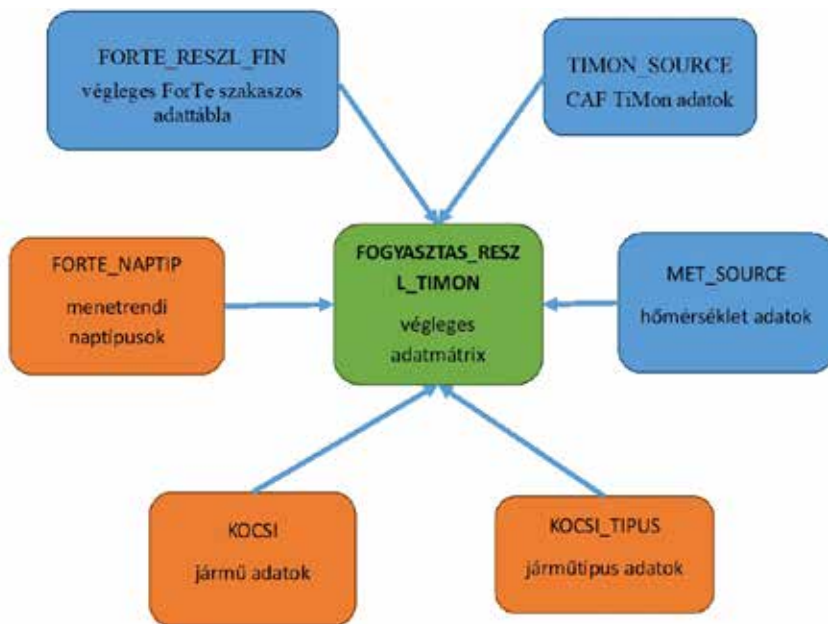 FORTE_RESZL_FIN
végleges ForTe szakaszos
adattábla
TIMON_SOURCE
CAF TiMon adatok
FORTE_NAPTIP
menetrendi
naptípusok
FOGYASZTAS_RESZ
L_TIMON
végleges
adatmátrix
MET_SOURCE
hőmérséklet adatok
KOCSI
jármű adatok
KOCSI_TIPUS
járműtípus adatok